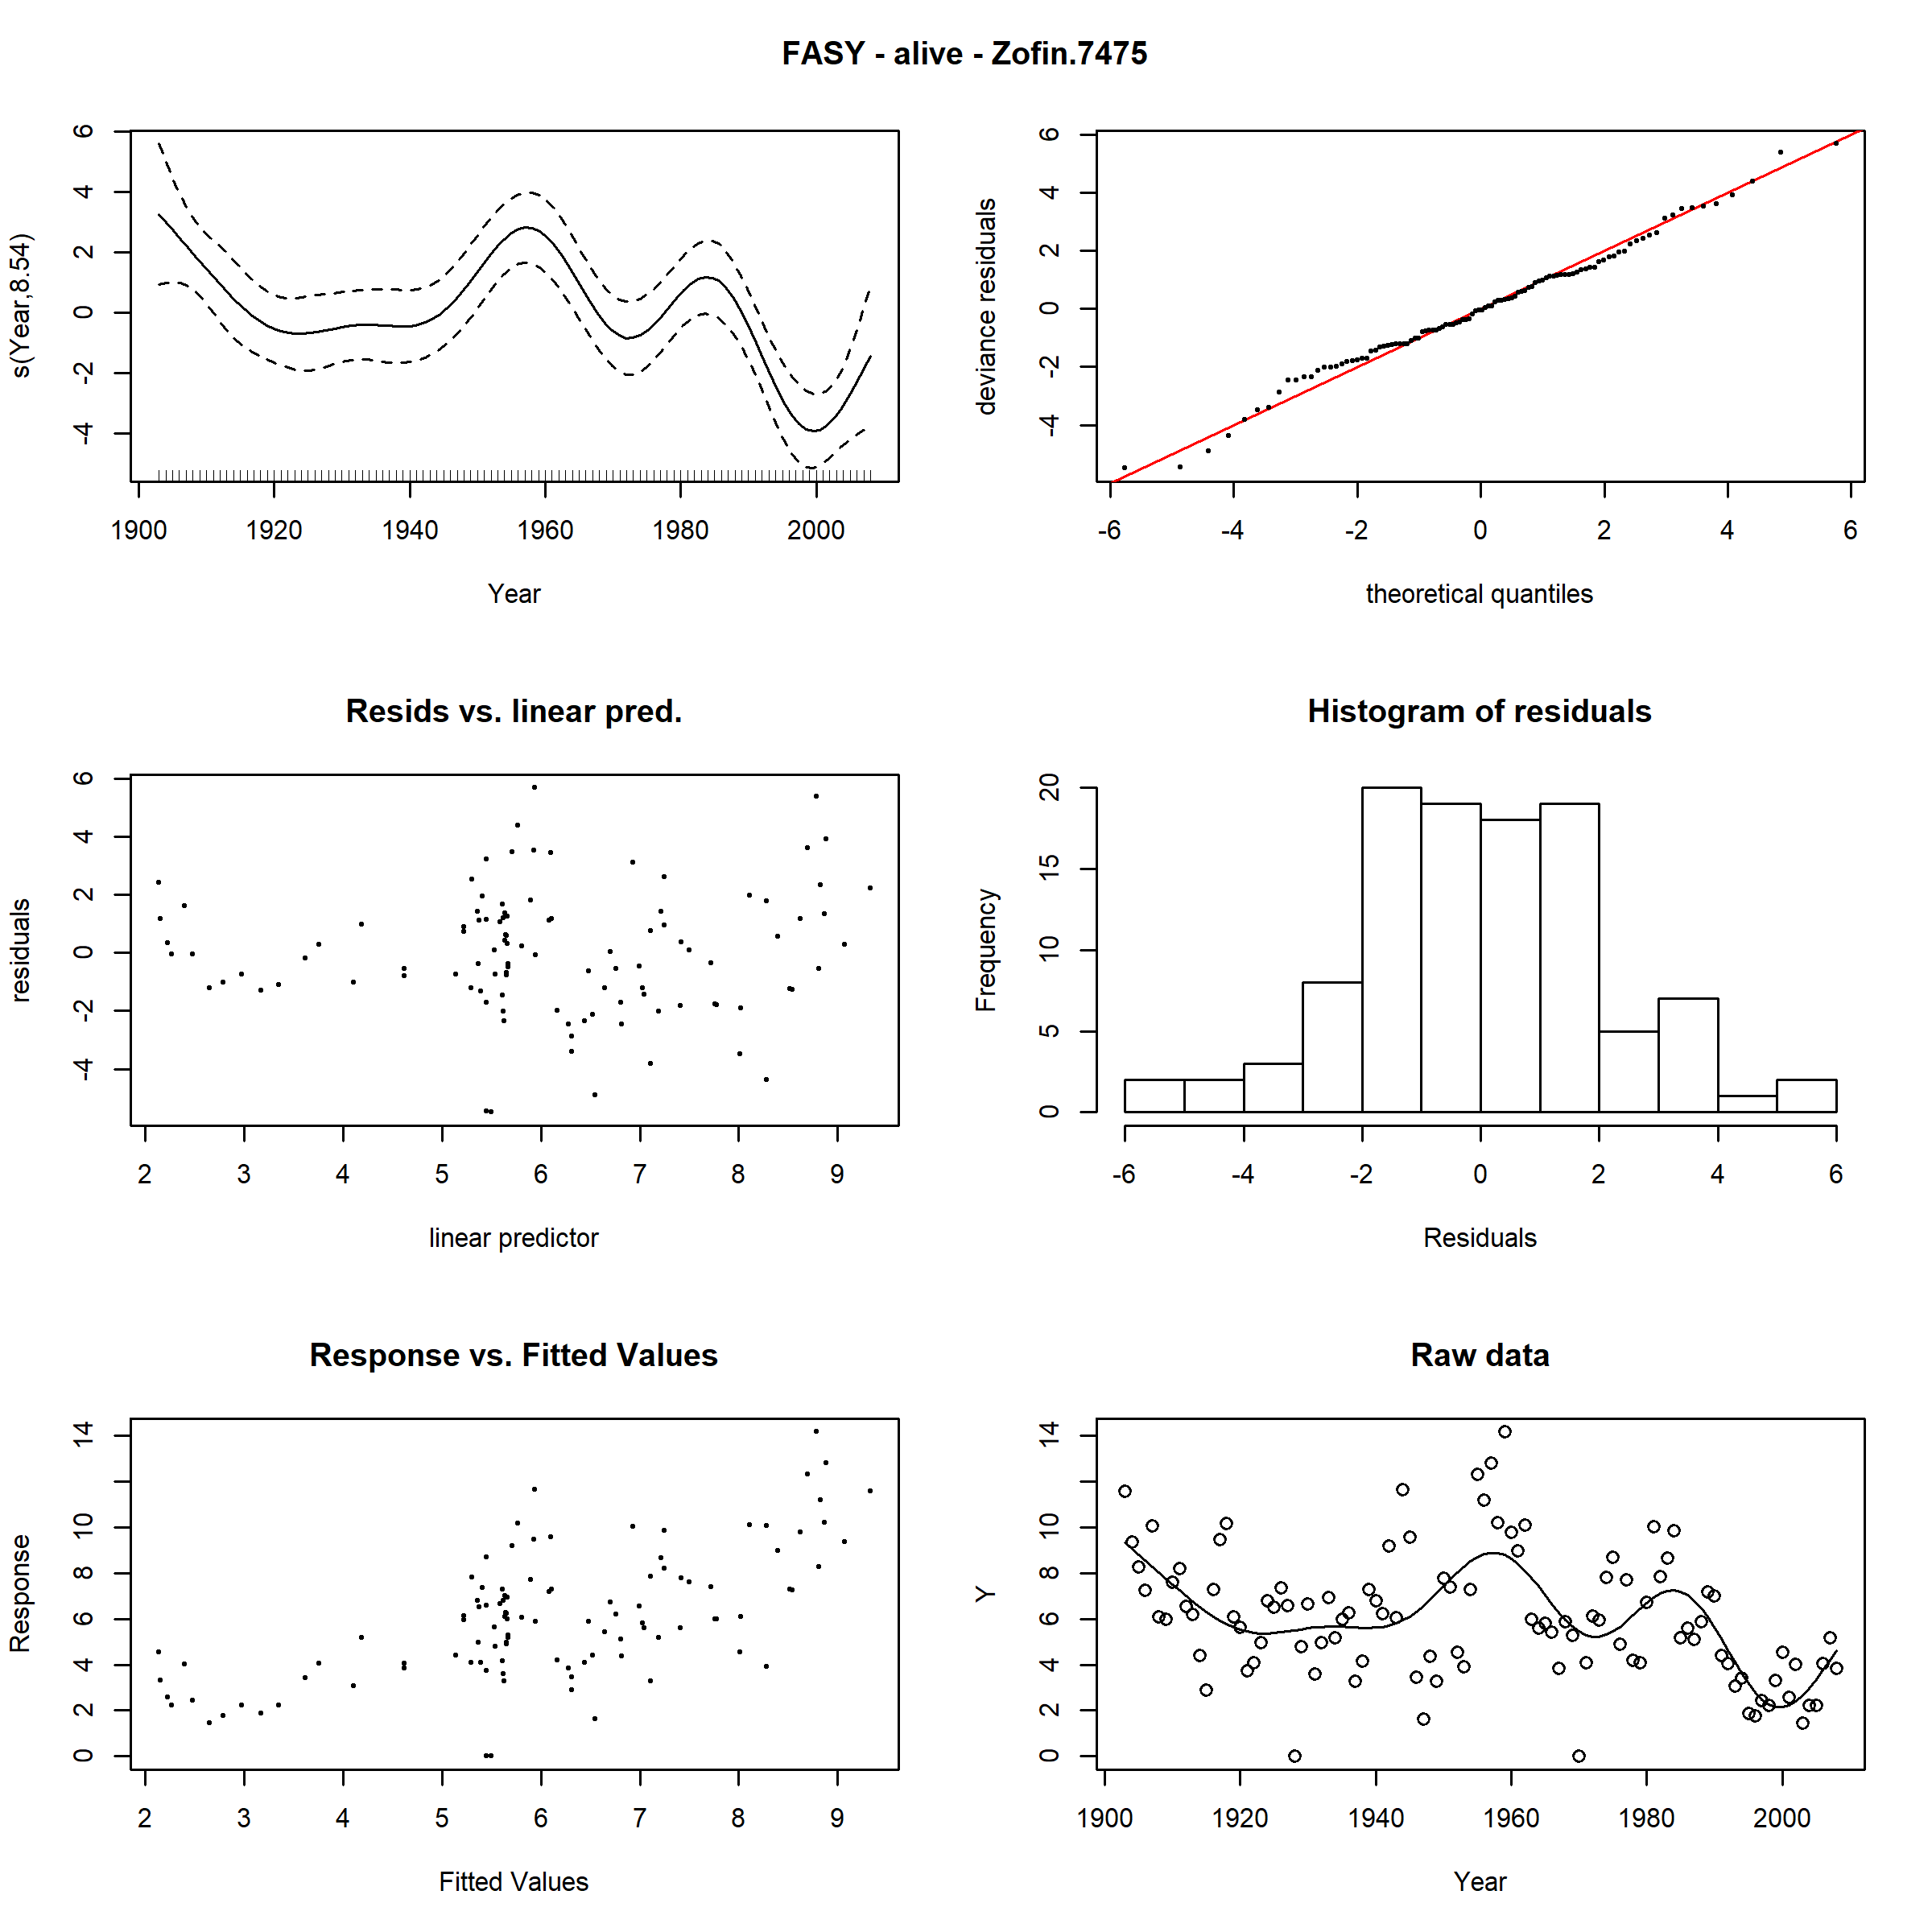 FASY - alive - Zofin.7475
s(Year,8.54)
6
4
2
0
-2
-4
1900 1920 1940 1960 1980 2000
Year
deviance residuals
6
4
2
0
-2
-4
-6 -4 -2 0 2 4 6
theoretical quantiles
Resids vs. linear pred.
residuals
6
4
2
0
-2
-4
2 3 4 5 6 7 8 9
linear predictor
Histogram of residuals
Frequency
20
15
10
5
0
-6 -4 -2 0 2 4 6
Residuals
Response vs. Fitted Values
Response
14
10
8
6
4
2
0
2 3 4 5 6 7 8 9
Fitted Values
Raw data
Y
14
10
8
6
4
2
0
1900 1920 1940 1960 1980 2000
Year